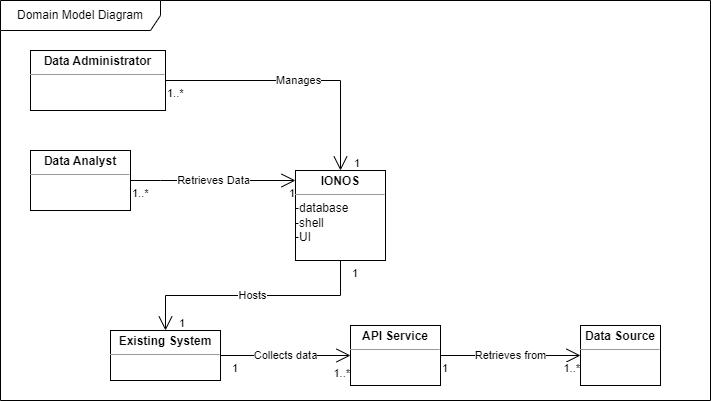 Domain Model Diagram
Data Administrator
Manages
1..*
1
Data Analyst
Retrieves Data
1..*
1
IONOS
-database
-shell
-UI
1
Hosts
1
Existing System
Collects data
1
1..*
API Service
Retrieves from
1
1..*
Data Source